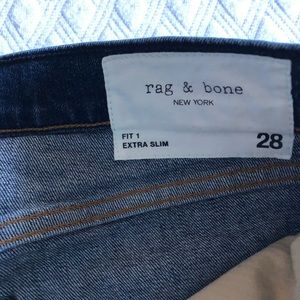 rag & bone
NEW YORK
FIT 1
EXTRA SLIM
28